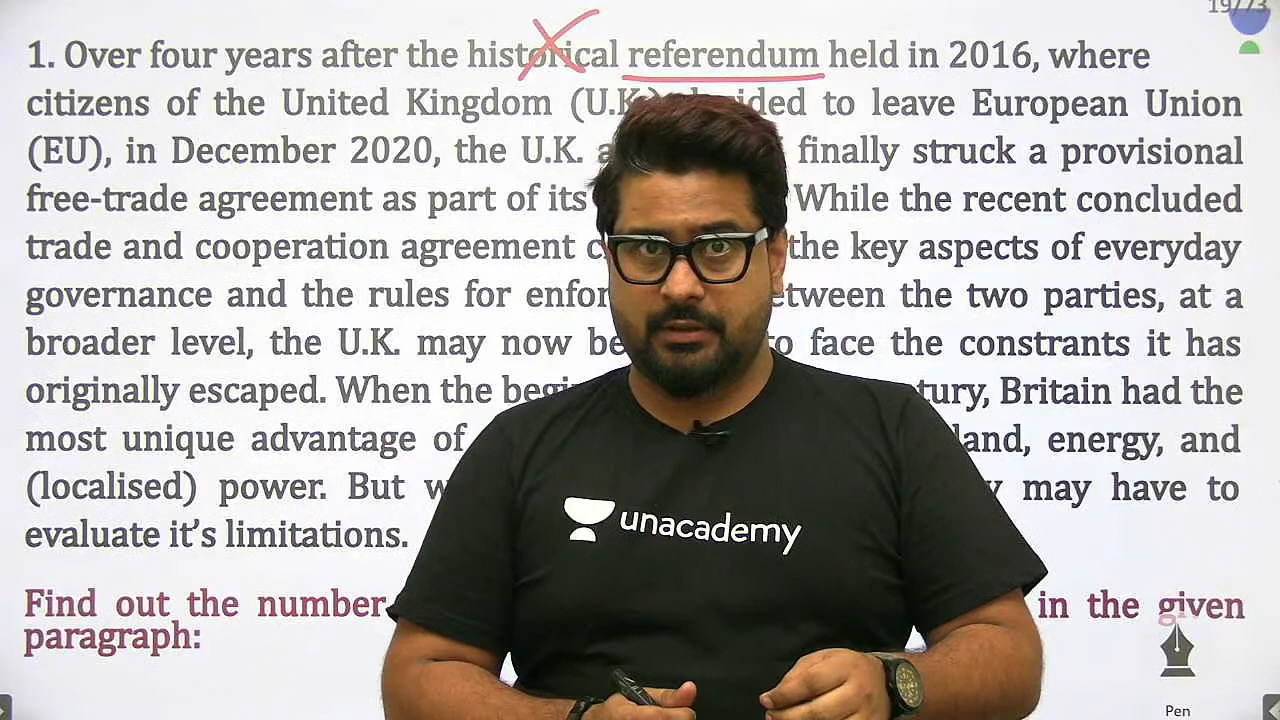 19/73
1. Over four years after the historical referendum held in 2016, where
citizens of the United Kingdom (U.K.) decided to leave European Union
(EU), in December 2020, the U.K. finally struck a provisional
free-trade agreement as part of its While the recent concluded
trade and cooperation agreement the key aspects of everyday
governance and the rules for between the two parties, at a
broader level, the U.K. may now to face the constrants it has
originally escaped. When the Britain had the
most unique advantage of land, energy, and
(localised) power. But may have to
evaluate it's limitations.
unacademy
Find out the number in the given
paragraph:
Pen